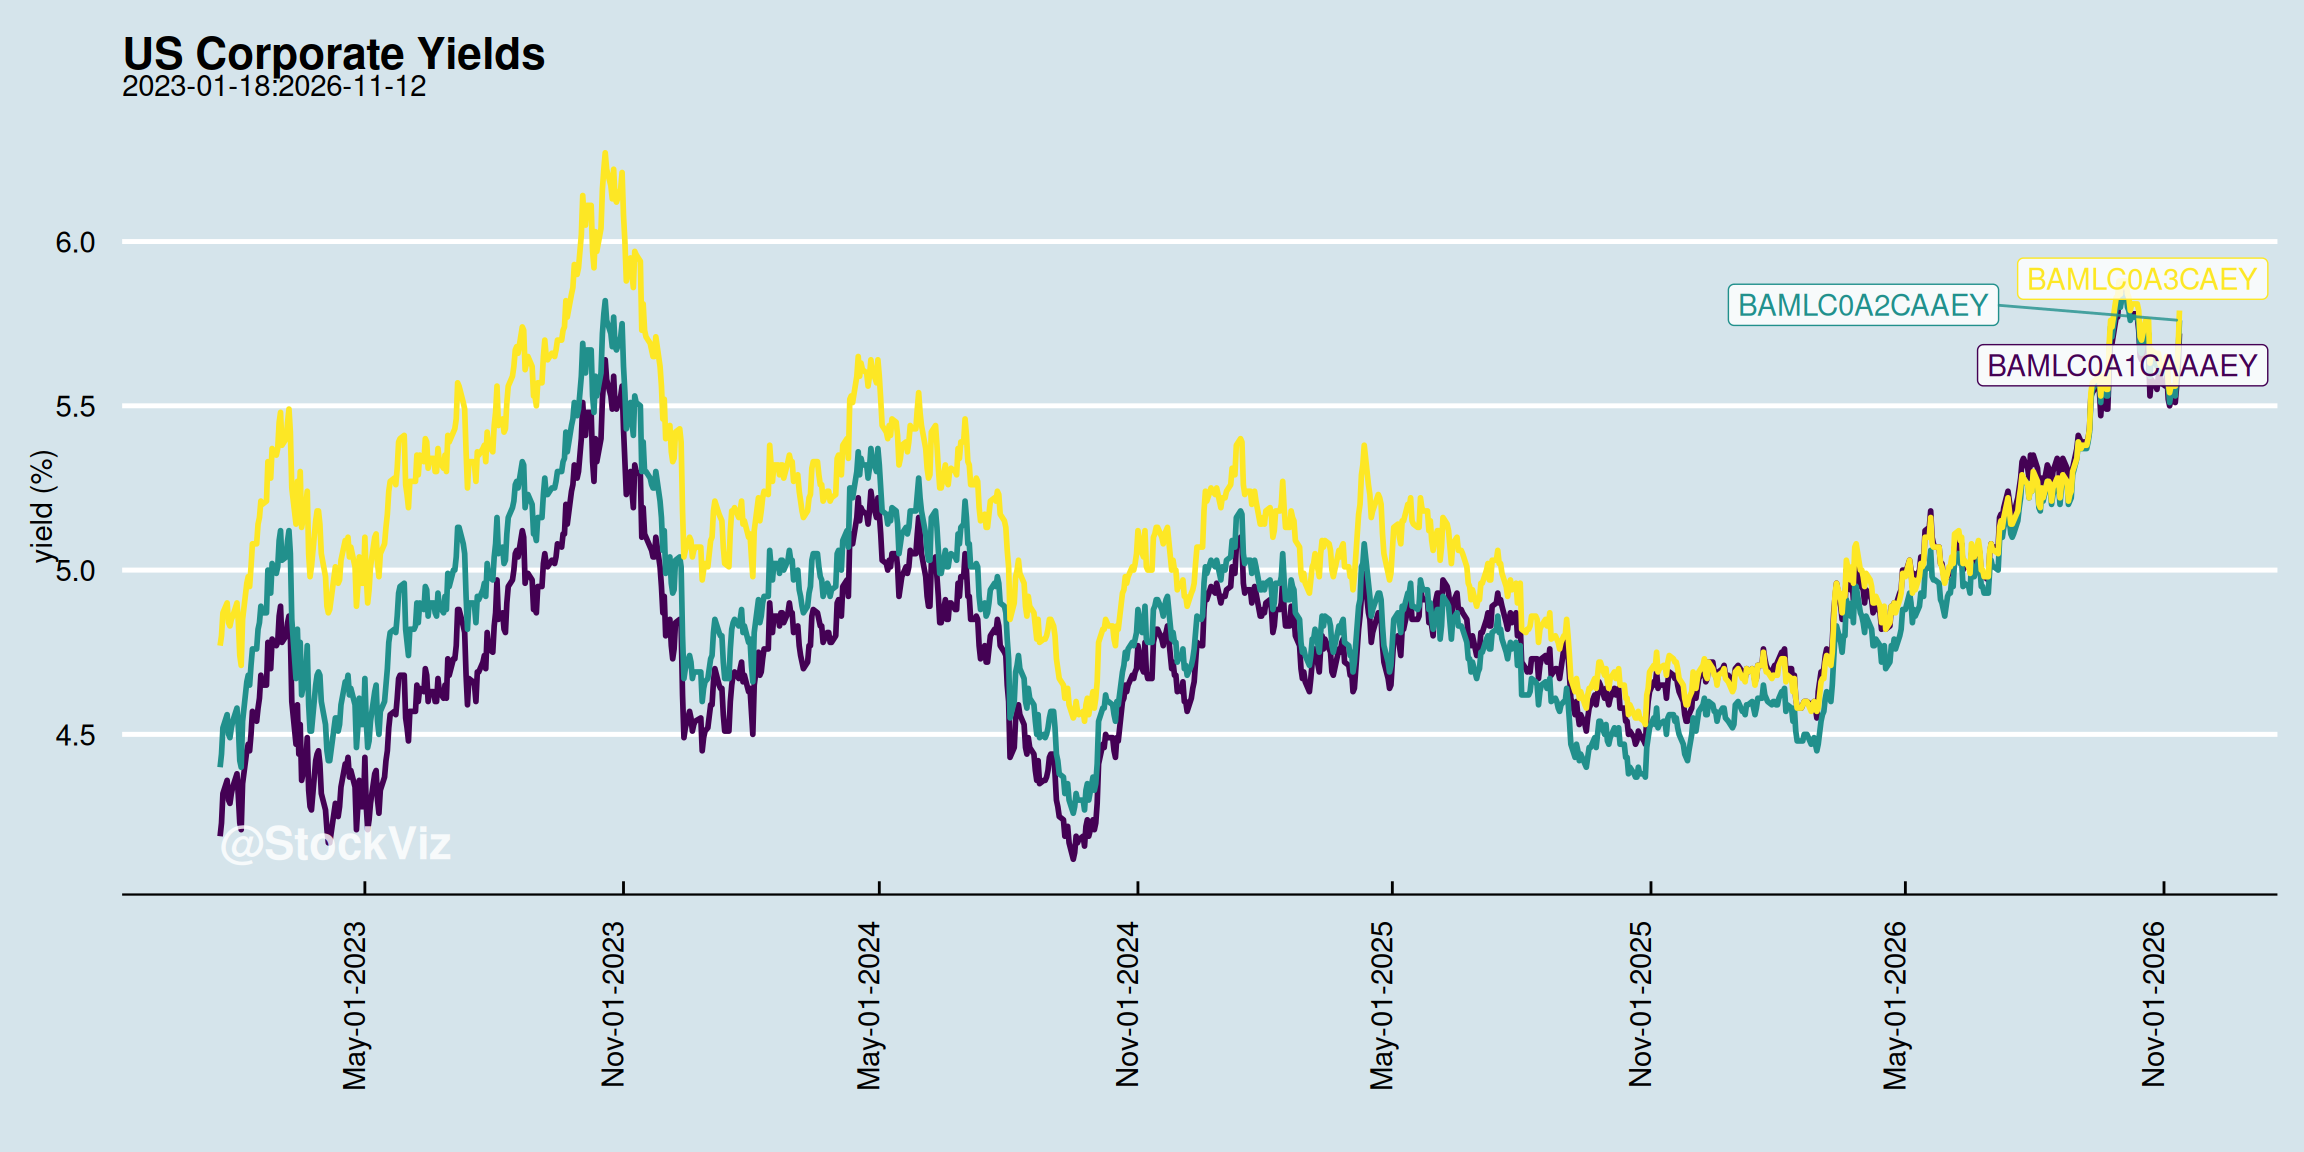 US Corporate Yields
2023-01-18:2026-11-12
6.0
5.5
5.0
4.5
yield (%)
BAMLC0A3CAEY
BAMLC0A2CAAEY
BAMLC0A1CAAAEY
@StockViz
May-01-2023
Nov-01-2023
May-01-2024
Nov-01-2024
May-01-2025
Nov-01-2025
May-01-2026
Nov-01-2026